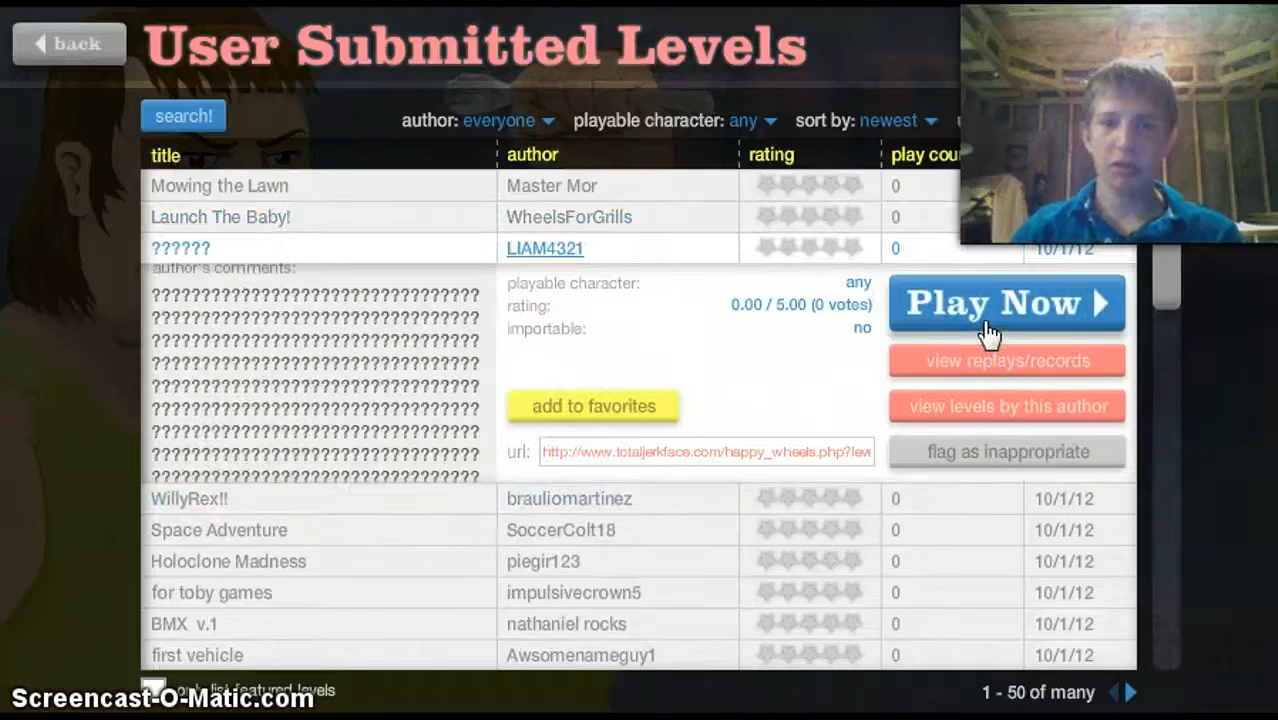 back
User Submitted Levels
search!
author: everyone playable character: any sort by: newest
title author rating play cou
Mowing the Lawn Master Mor 0
Launch The Baby! WheelsForGrills 0
?????? LIAM4321 0 10/1/12
author's comments:
?????????????????????????????????
?????????????????????????????????
?????????????????????????????????
?????????????????????????????????
?????????????????????????????????
?????????????????????????????????
?????????????????????????????????
?????????????????????????????????
?????????????????????????????????
playable character: any
rating: 0.00 / 5.00 (0 votes)
importable: no
add to favorites
url: http://www.totaljerkface.com/happy_wheels.php?lev
Play Now
view replays/records
view levels by this author
flag as inappropriate
WillyRex!! brauliomartinez 0 10/1/12
Space Adventure SoccerColt18 0 10/1/12
Holoclone Madness piegir123 0 10/1/12
for toby games impulsivecrown5 0 10/1/12
BMX v.1 nathaniel rocks 0 10/1/12
first vehicle Awsomenameguy1 0 10/1/12
only list featured levels
1 - 50 of many
Screencast-O-Matic.com